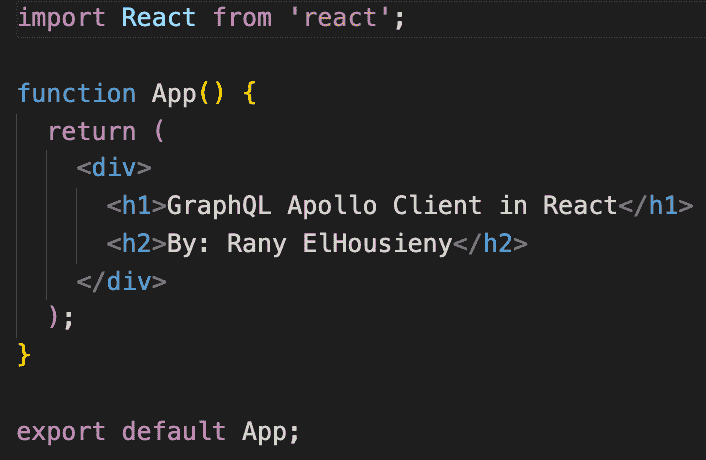 import React from 'react';
function App() {
return (
<div>
<h1>GraphQL Apollo Client in React</h1>
<h2>By: Rany ElHousieny</h2>
</div>
);
}
export default App;